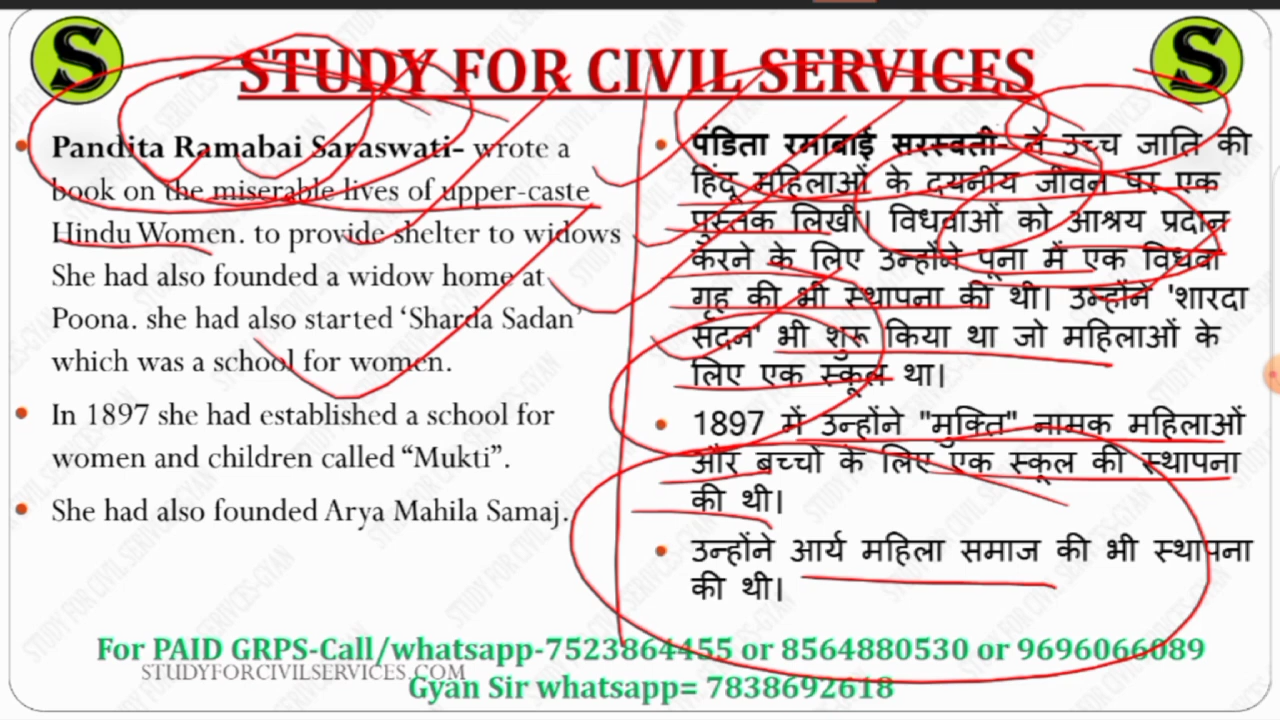 S
STUDY FOR CIVIL SERVICES
S
• Pandita Ramabai Saraswati- wrote a
book on the miserable lives of upper-caste
Hindu Women. to provide shelter to widows
She had also founded a widow home at
Poona. she had also started ‘Sharda Sadan’
which was a school for women.
• In 1897 she had established a school for
women and children called “Mukti”.
• She had also founded Arya Mahila Samaj.
• पंडिता रमाबाई सरस्वती- ने उच्च जाति की
हिंदू महिलाओं के दयनीय जीवन पर एक
पुस्तक लिखी। विधवाओं को आश्रय प्रदान
करने के लिए उन्होंने पूना में एक विधवा
गृह की भी स्थापना की थी। उन्होंने 'शारदा
सदन' भी शुरू किया था जो महिलाओं के
लिए एक स्कूल था।
• 1897 में उन्होंने "मुक्ति" नामक महिलाओं
और बच्चों के लिए एक स्कूल की स्थापना
की थी।
• उन्होंने आर्य महिला समाज की भी स्थापना
की थी।
For PAID GRPS-Call/whatsapp-7523864455 or 8564880530 or 9696066089
STUDYFORCIVILSERVICES.COM
Gyan Sir whatsapp= 7838692618